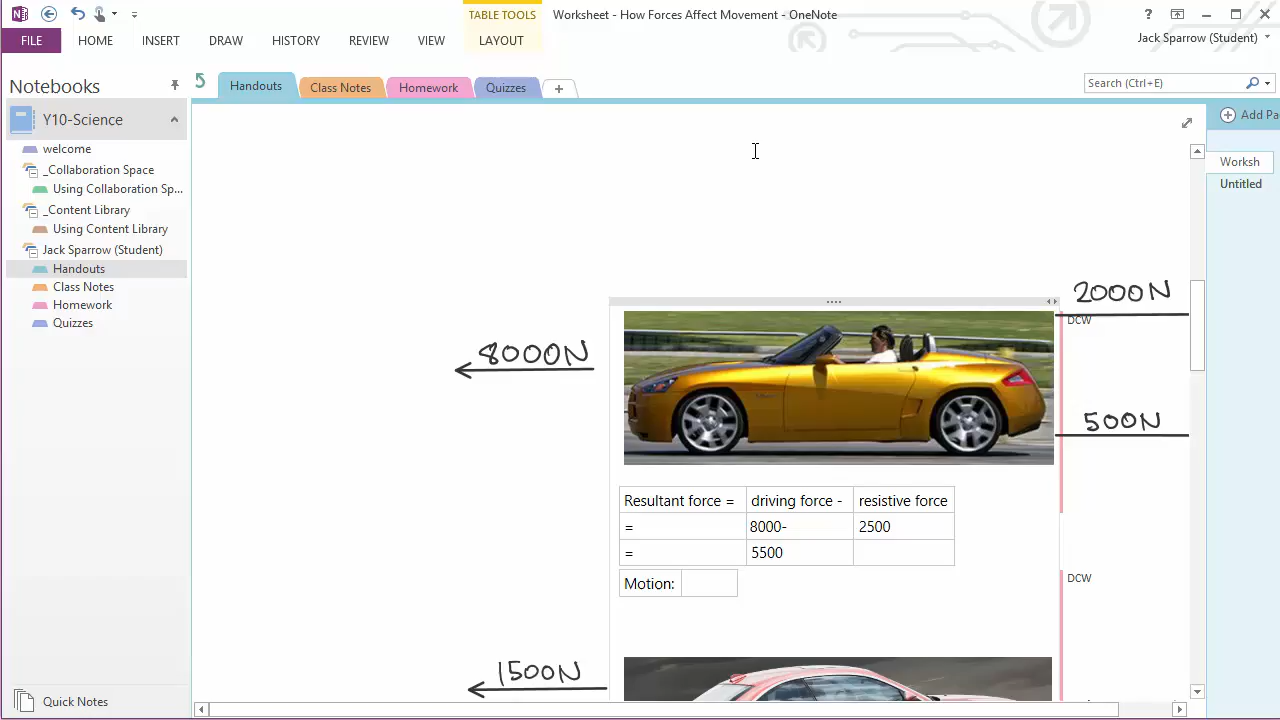 TABLE TOOLS
Worksheet - How Forces Affect Movement - OneNote
?
FILE HOME INSERT DRAW HISTORY REVIEW VIEW LAYOUT
Jack Sparrow (Student)
Notebooks
Handouts Class Notes Homework Quizzes +
Search (Ctrl+E)
Y10-Science
welcome
_Collaboration Space
Using Collaboration Sp...
_Content Library
Using Content Library
Jack Sparrow (Student)
Handouts
Class Notes
Homework
Quizzes
Quick Notes
Add Pa
Worksh
Untitled
2000N
DCW
8000N
500N
Resultant force = driving force - resistive force
= 8000- 2500
= 5500
Motion:
DCW
1500N